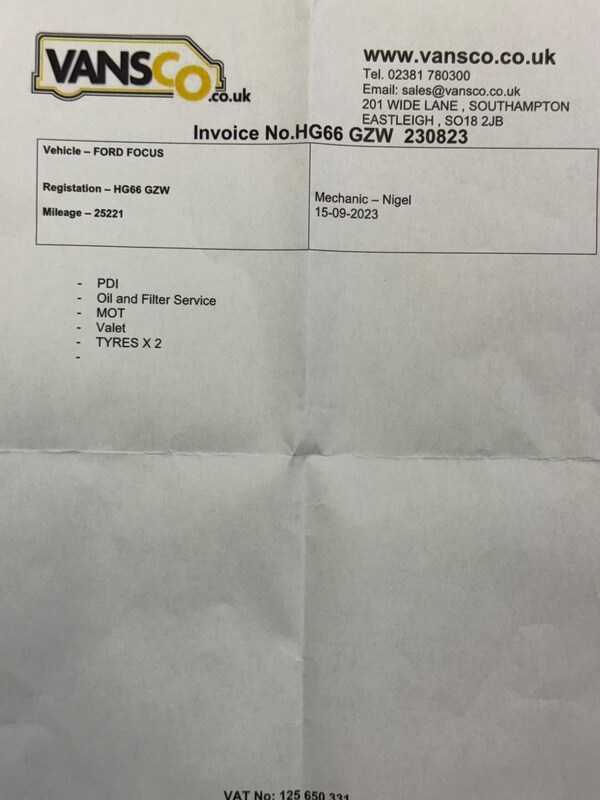 VANSCO
.co.uk
www.vansco.co.uk
Tel. 02381 780300
Email: sales@vansco.co.uk
201 WIDE LANE , SOUTHAMPTON
EASTLEIGH , SO18 2JB
Invoice No.HG66 GZW 230823
Vehicle – FORD FOCUS
Registation – HG66 GZW
Mileage – 25221
Mechanic – Nigel
15-09-2023
- PDI
- Oil and Filter Service
- MOT
- Valet
- TYRES X 2
-
VAT No: 125 650 331